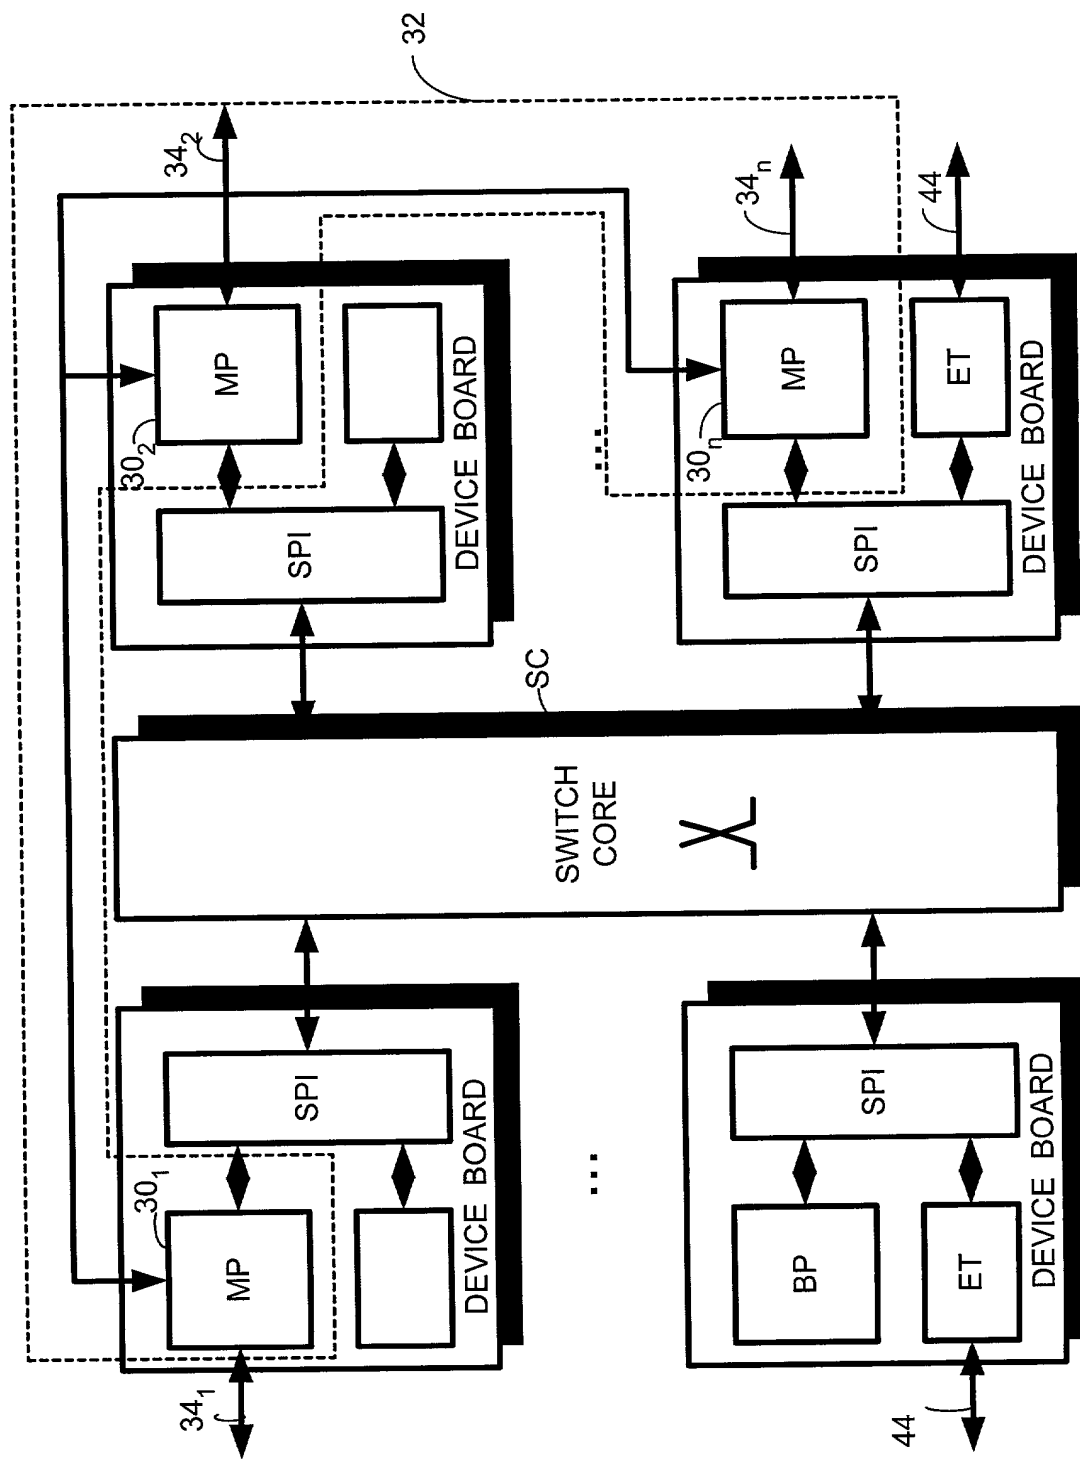 32
34₁
MP
30₁
SPI
DEVICE BOARD
SWITCH
CORE
SC
30₂
MP
34₂
SPI
DEVICE BOARD
...
...
44
BP
ET
SPI
DEVICE BOARD
30ₙ
MP
34ₙ
SPI
ET
44
DEVICE BOARD